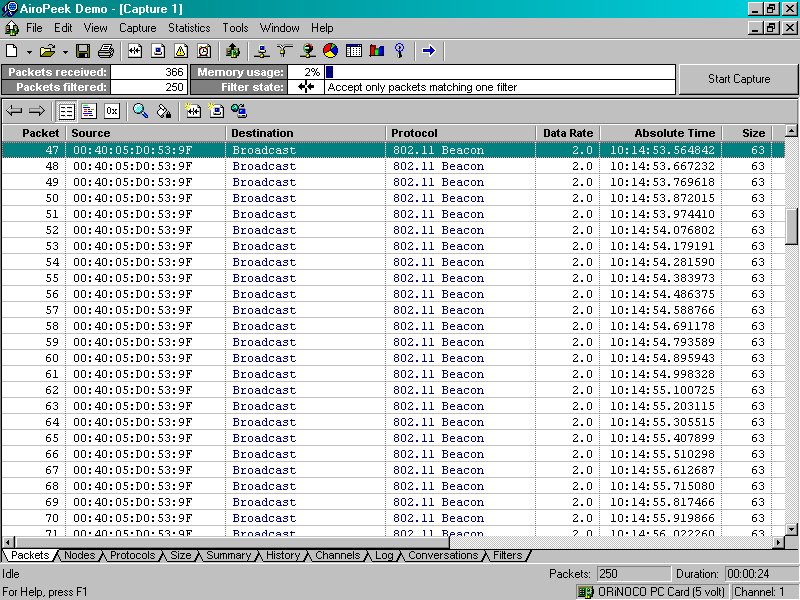 AiroPeek Demo - [Capture 1]
File Edit View Capture Statistics Tools Window Help
Packets received: 366 Memory usage: 2%
Packets filtered: 250 Filter state: Accept only packets matching one filter
Start Capture
0x
Packet Source Destination Protocol Data Rate Absolute Time Size
47 00:40:05:D0:53:9F Broadcast 802.11 Beacon 2.0 10:14:53.564842 63
48 00:40:05:D0:53:9F Broadcast 802.11 Beacon 2.0 10:14:53.667232 63
49 00:40:05:D0:53:9F Broadcast 802.11 Beacon 2.0 10:14:53.769618 63
50 00:40:05:D0:53:9F Broadcast 802.11 Beacon 2.0 10:14:53.872015 63
51 00:40:05:D0:53:9F Broadcast 802.11 Beacon 2.0 10:14:53.974410 63
52 00:40:05:D0:53:9F Broadcast 802.11 Beacon 2.0 10:14:54.076802 63
53 00:40:05:D0:53:9F Broadcast 802.11 Beacon 2.0 10:14:54.179191 63
54 00:40:05:D0:53:9F Broadcast 802.11 Beacon 2.0 10:14:54.281590 63
55 00:40:05:D0:53:9F Broadcast 802.11 Beacon 2.0 10:14:54.383973 63
56 00:40:05:D0:53:9F Broadcast 802.11 Beacon 2.0 10:14:54.486375 63
57 00:40:05:D0:53:9F Broadcast 802.11 Beacon 2.0 10:14:54.588766 63
58 00:40:05:D0:53:9F Broadcast 802.11 Beacon 2.0 10:14:54.691178 63
59 00:40:05:D0:53:9F Broadcast 802.11 Beacon 2.0 10:14:54.793589 63
60 00:40:05:D0:53:9F Broadcast 802.11 Beacon 2.0 10:14:54.895943 63
61 00:40:05:D0:53:9F Broadcast 802.11 Beacon 2.0 10:14:54.998328 63
62 00:40:05:D0:53:9F Broadcast 802.11 Beacon 2.0 10:14:55.100725 63
63 00:40:05:D0:53:9F Broadcast 802.11 Beacon 2.0 10:14:55.203115 63
64 00:40:05:D0:53:9F Broadcast 802.11 Beacon 2.0 10:14:55.305515 63
65 00:40:05:D0:53:9F Broadcast 802.11 Beacon 2.0 10:14:55.407899 63
66 00:40:05:D0:53:9F Broadcast 802.11 Beacon 2.0 10:14:55.510298 63
67 00:40:05:D0:53:9F Broadcast 802.11 Beacon 2.0 10:14:55.612687 63
68 00:40:05:D0:53:9F Broadcast 802.11 Beacon 2.0 10:14:55.715080 63
69 00:40:05:D0:53:9F Broadcast 802.11 Beacon 2.0 10:14:55.817466 63
70 00:40:05:D0:53:9F Broadcast 802.11 Beacon 2.0 10:14:55.919866 63
71 00:40:05:D0:53:9F Broadcast 802.11 Beacon 2.0 10:14:56.022260 63
Packets Nodes Protocols Size Summary History Channels Log Conversations Filters
Idle Packets: 250 Duration: 00:00:24
For Help, press F1 ORiNOCO PC Card (5 volt) Channel: 1